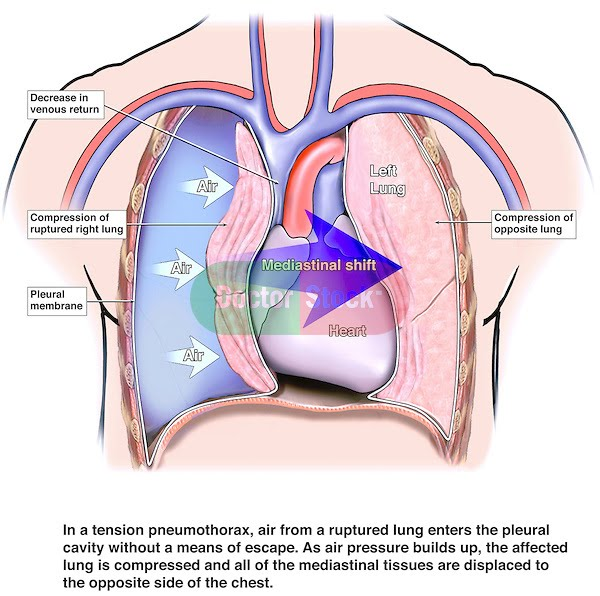 Decrease in
venous return
Left
Lung
Air
Compression of
ruptured right lung
Compression of
opposite lung
Air
Mediastinal shift
Pleural
membrane
Doctor Stock
Heart
Air
In a tension pneumothorax, air from a ruptured lung enters the pleural
cavity without a means of escape. As air pressure builds up, the affected
lung is compressed and all of the mediastinal tissues are displaced to
the opposite side of the chest.